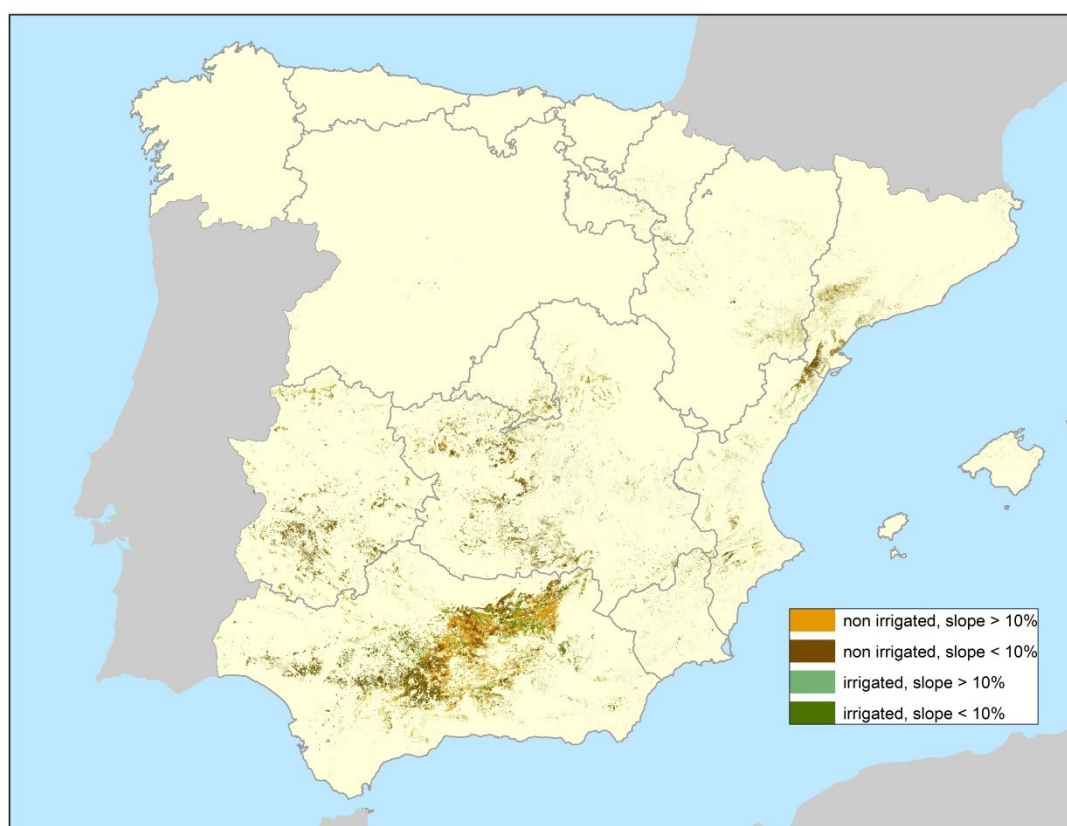 non irrigated, slope > 10%
non irrigated, slope < 10%
irrigated, slope > 10%
irrigated, slope < 10%